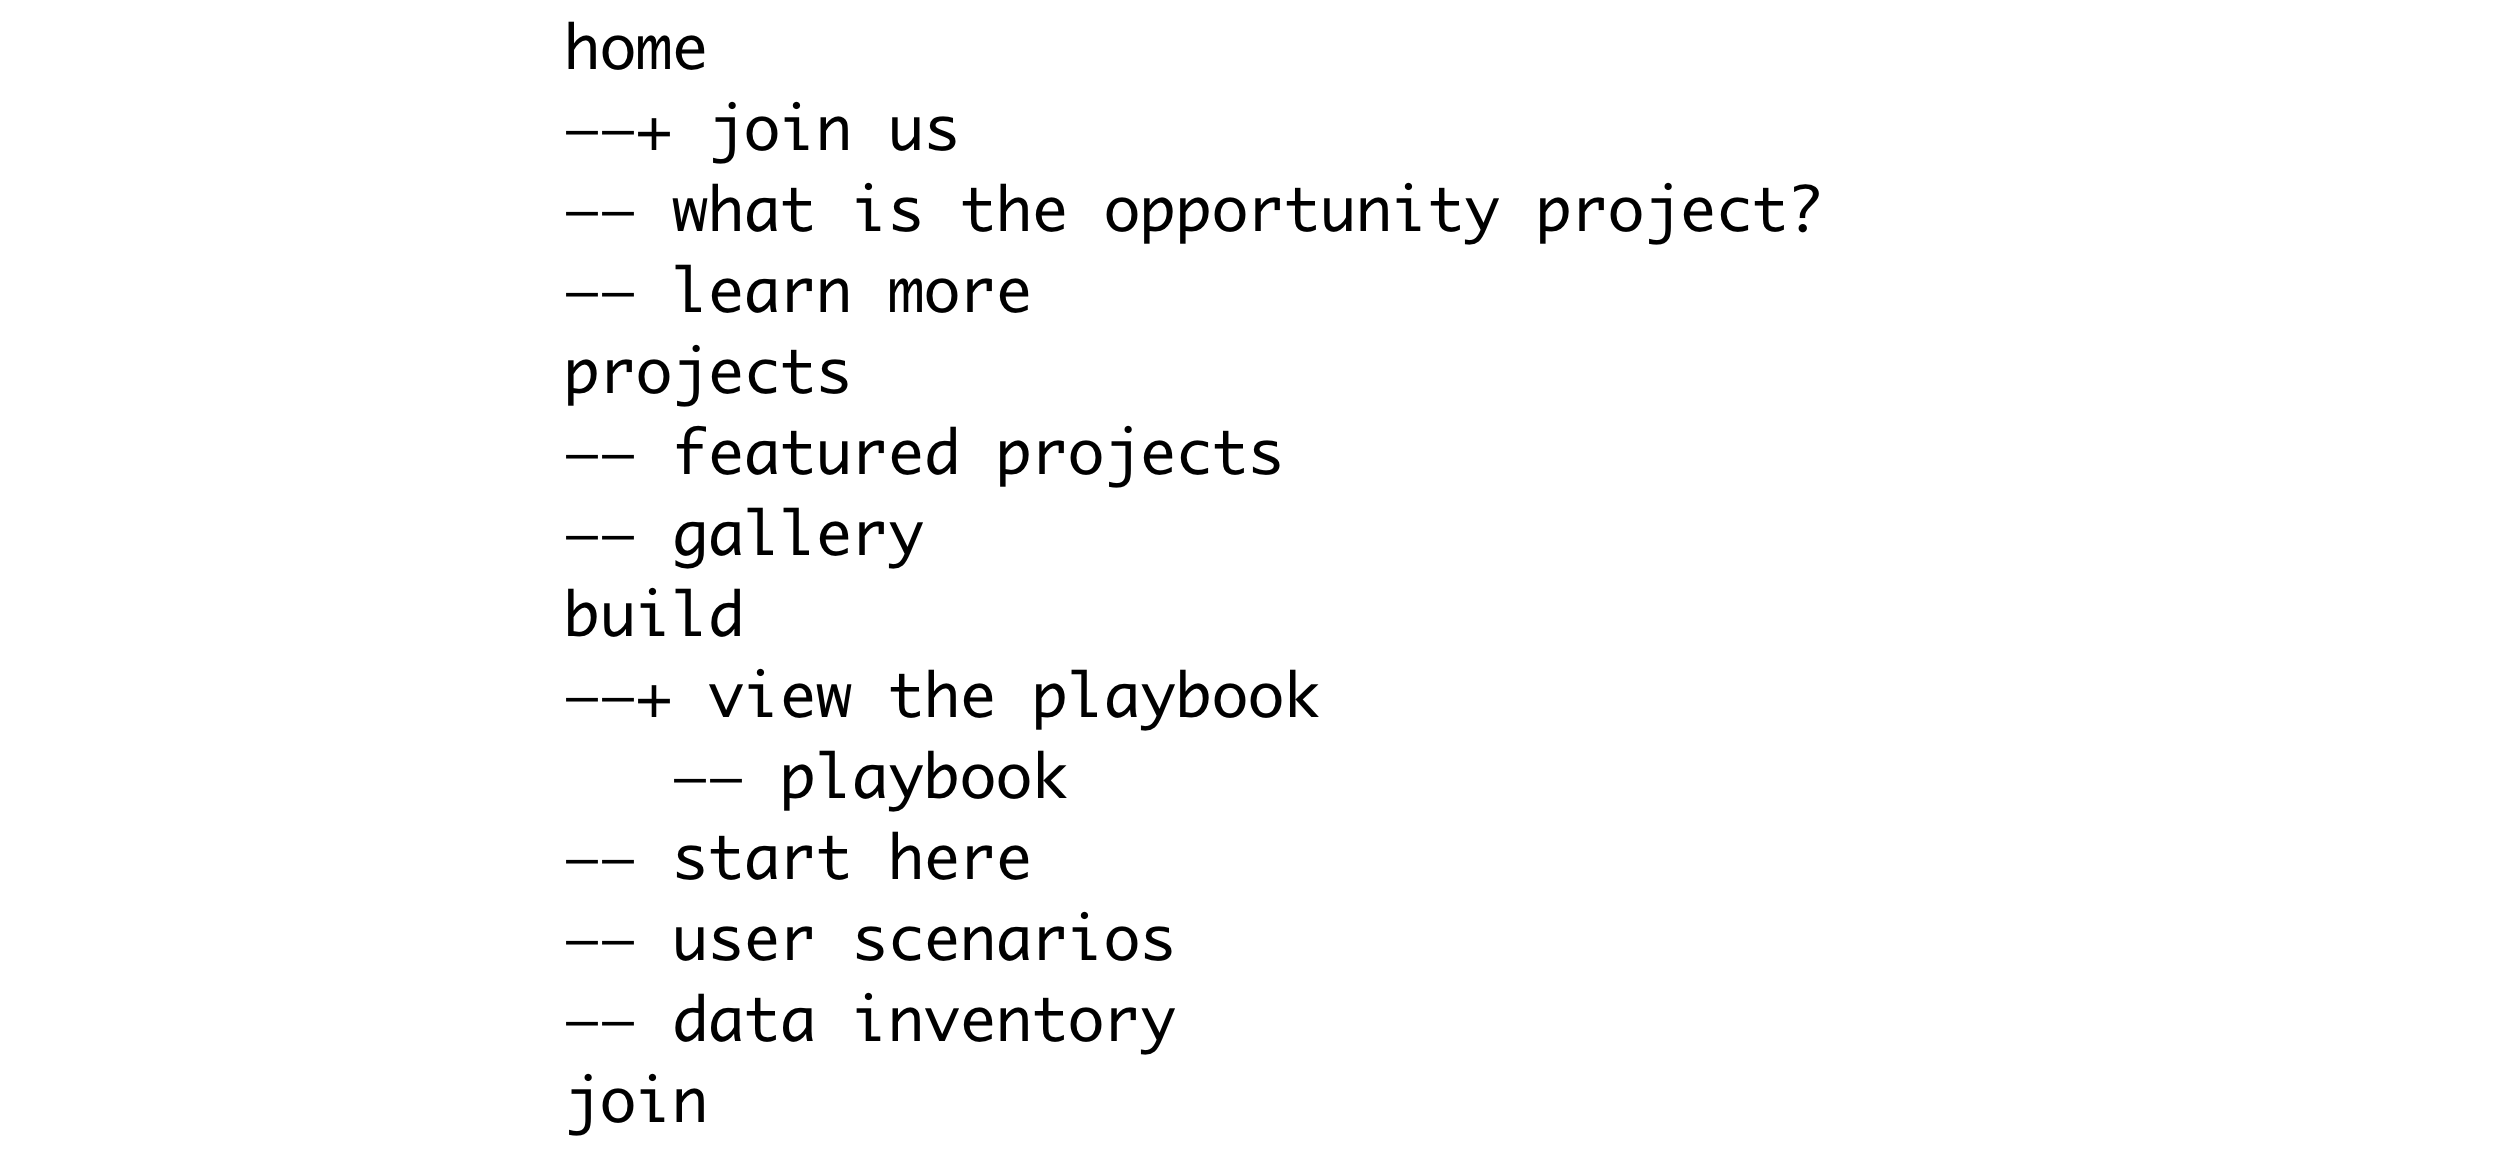 home
――+ join us
―― what is the opportunity project?
―― learn more
projects
―― featured projects
―― gallery
build
――+ view the playbook
   ―― playbook
―― start here
―― user scenarios
―― data inventory
join